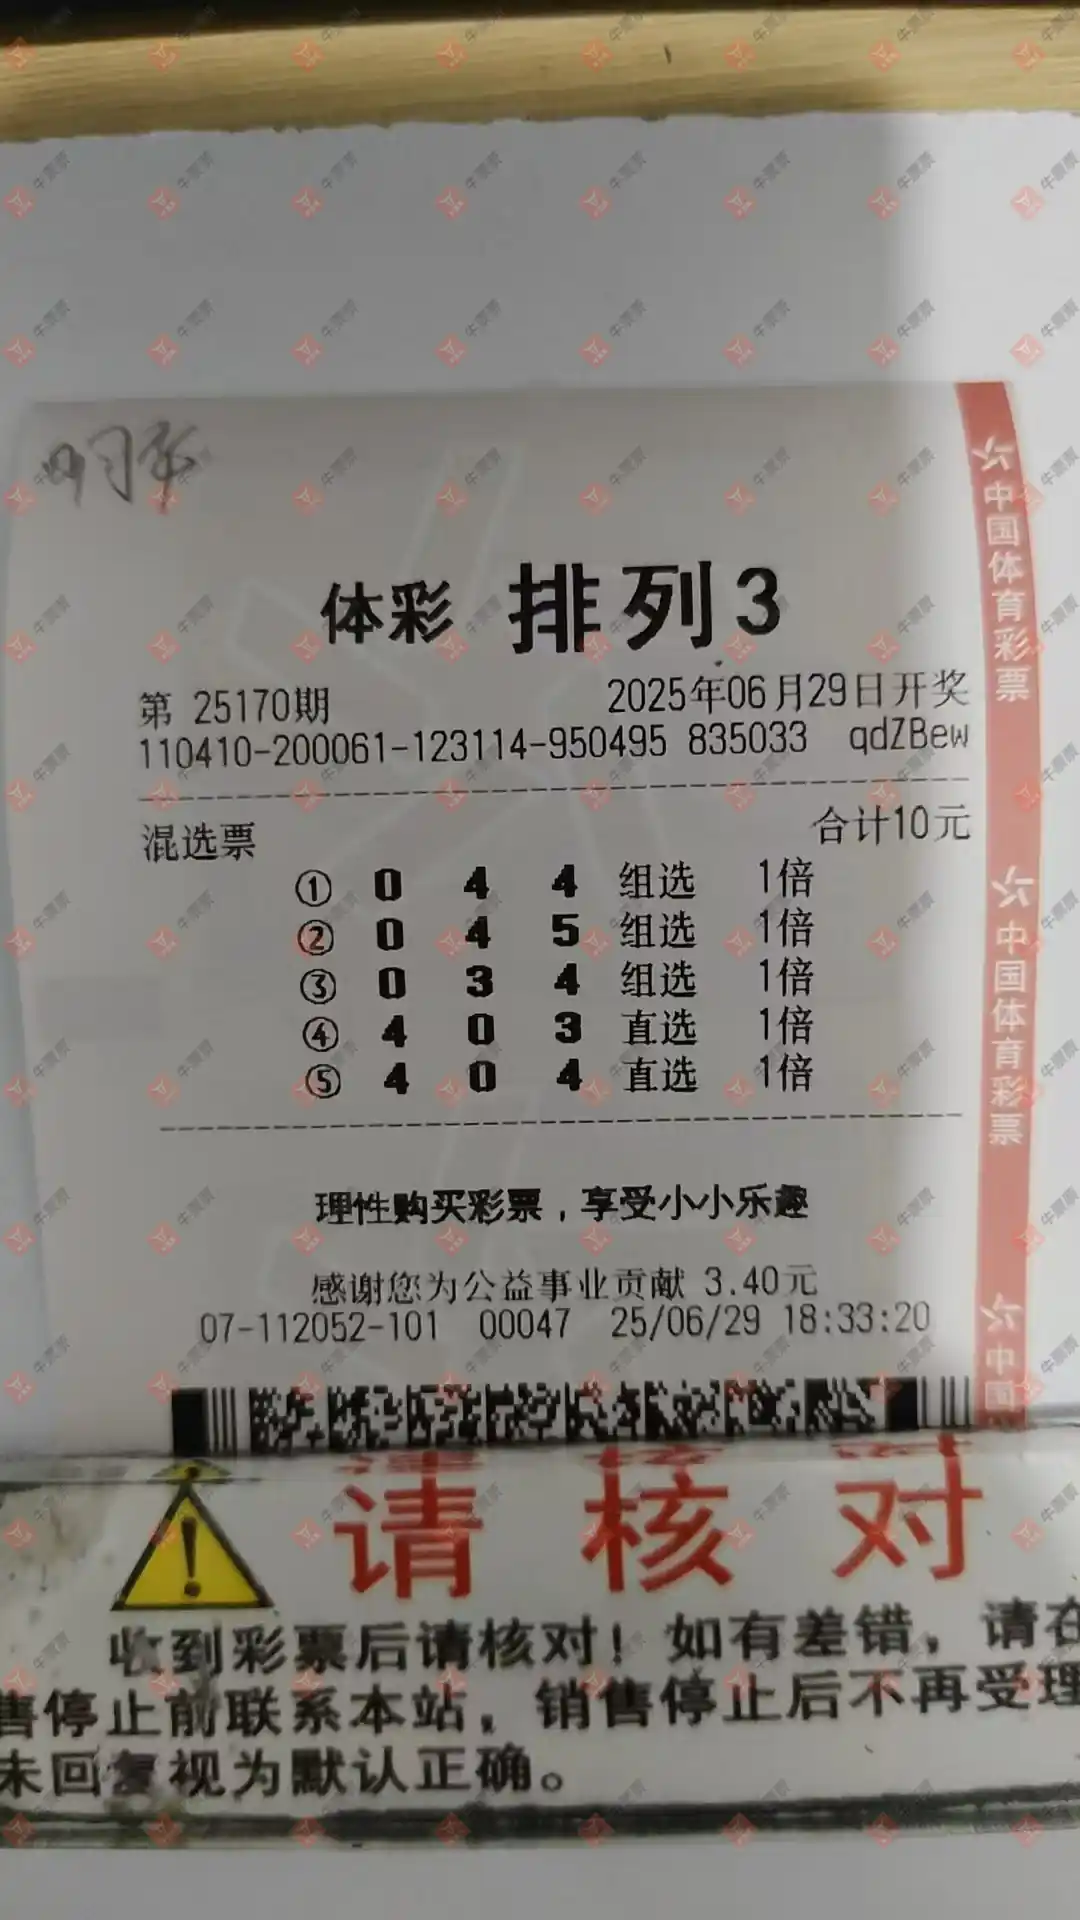 体彩 排列3
第 25170期 2025年06月29日开奖
110410-200061-123114-950495 835033 qdZBew
混选票 合计10元
① 0 4 4 组选 1倍
② 0 4 5 组选 1倍
③ 0 3 4 组选 1倍
④ 4 0 3 直选 1倍
⑤ 4 0 4 直选 1倍
理性购买彩票，享受小小乐趣
感谢您为公益事业贡献 3.40元
07-112052-101 00047 25/06/29 18:33:20
中国体育彩票
中国体育彩票
中国
请核对
收到彩票后请核对！如有差错，请在
售停止前联系本站，销售停止后不再受理
未回复视为默认正确。
牛票票